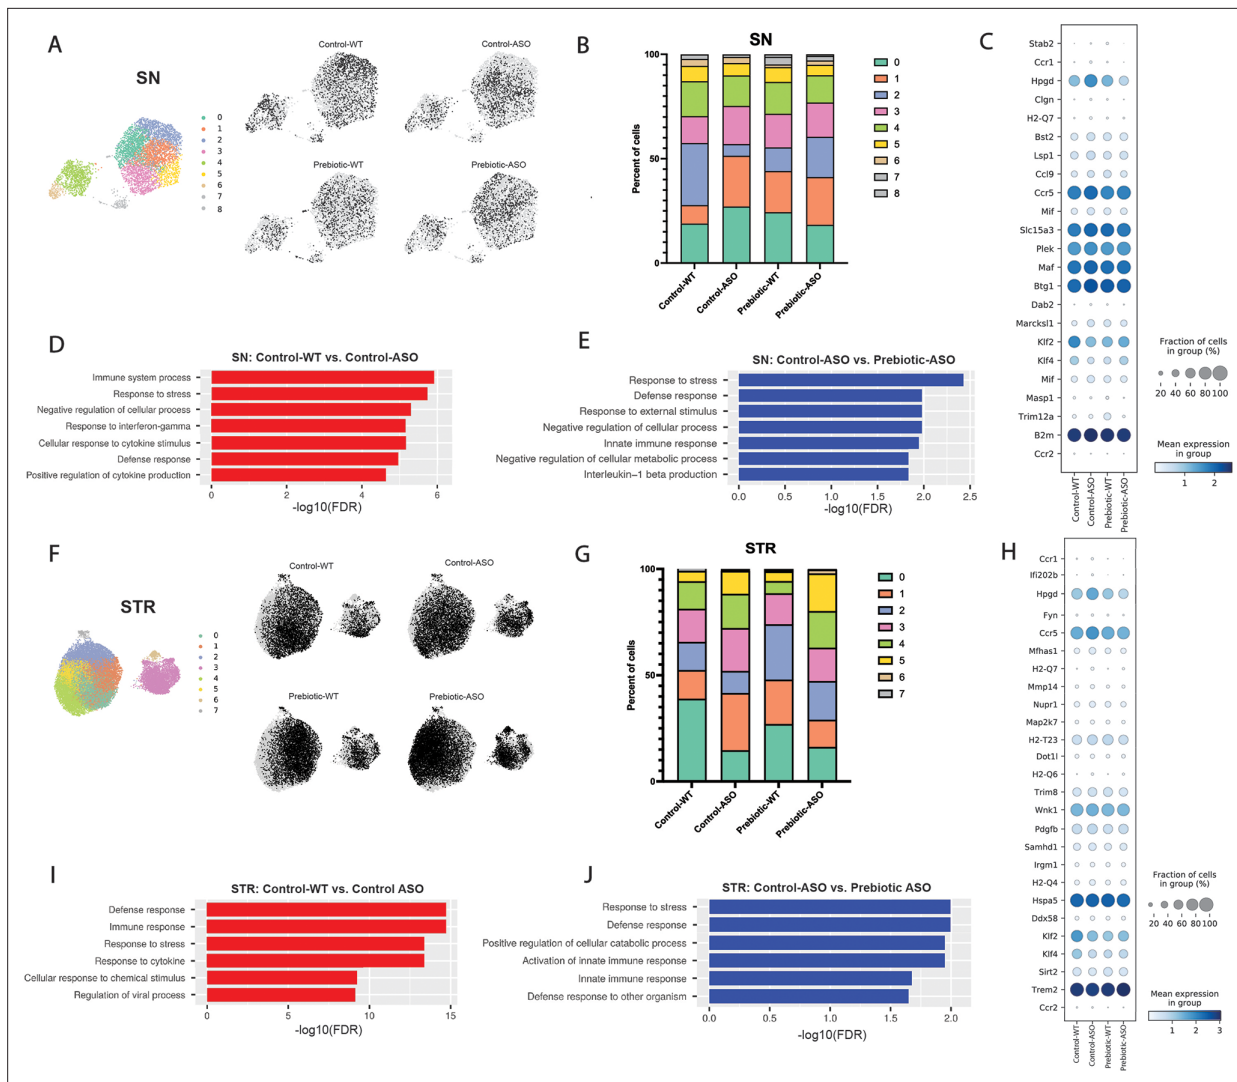 A
SN
0
1
2
3
4
5
6
7
8
Control-WT
Control-ASO
Prebiotic-WT
Prebiotic-ASO
B
SN
Percent of cells
100
50
0
Control-WT
Control-ASO
Prebiotic-WT
Prebiotic-ASO
0
1
2
3
4
5
6
7
8
C
Stab2
Ccr1
Hpgd
Clgn
H2-Q7
Bst2
Lsp1
Ccl9
Ccr5
Mif
Slc15a3
Plek
Maf
Btg1
Dab2
Marcksl1
Klf2
Klf4
Mif
Masp1
Trim12a
B2m
Ccr2
Control-WT
Control-ASO
Prebiotic-WT
Prebiotic-ASO
Fraction of cells
in group (%)
20 40 60 80 100
Mean expression
in group
1 2
D
SN: Control-WT vs. Control-ASO
Immune system process
Response to stress
Negative regulation of cellular process
Response to interferon-gamma
Cellular response to cytokine stimulus
Defense response
Positive regulation of cytokine production
0 2 4 6
-log10(FDR)
E
SN: Control-ASO vs. Prebiotic-ASO
Response to stress
Defense response
Response to external stimulus
Negative regulation of cellular process
Innate immune response
Negative regulation of cellular metabolic process
Interleukin−1 beta production
0.0 0.5 1.0 1.5 2.0 2.5
-log10(FDR)
F
STR
0
1
2
3
4
5
6
7
Control-WT
Control-ASO
Prebiotic-WT
Prebiotic-ASO
G
STR
Percent of cells
100
50
0
Control-WT
Control-ASO
Prebiotic-WT
Prebiotic-ASO
0
1
2
3
4
5
6
7
H
Ccr1
Ifi202b
Hpgd
Fyn
Ccr5
Mfhas1
H2-Q7
Mmp14
Nupr1
Map2k7
H2-T23
Dot1l
H2-Q6
Trim8
Wnk1
Pdgfb
Samhd1
Irgm1
H2-Q4
Hspa5
Ddx58
Klf2
Klf4
Sirt2
Trem2
Ccr2
Control-WT
Control-ASO
Prebiotic-WT
Prebiotic-ASO
Fraction of cells
in group (%)
20 40 60 80 100
Mean expression
in group
1 2 3
I
STR: Control-WT vs. Control ASO
Defense response
Immune response
Response to stress
Response to cytokine
Cellular response to chemical stimulus
Regulation of viral process
0 5 10 15
-log10(FDR)
J
STR: Control-ASO vs. Prebiotic ASO
Response to stress
Defense response
Positive regulation of cellular catabolic process
Activation of innate immune response
Innate immune response
Defense response to other organism
0.0 0.5 1.0 1.5 2.0
-log10(FDR)